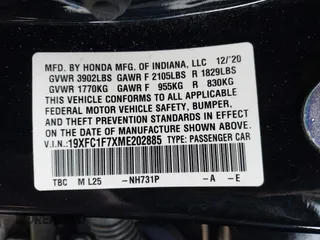 MFD. BY HONDA MFG. OF INDIANA, LLC 12/'20
GVWR 3902LBS GAWR F 2105LBS R 1829LBS
GVWR 1770KG GAWR F 955KG R 830KG
THIS VEHICLE CONFORMS TO ALL APPLICABLE
FEDERAL MOTOR VEHICLE SAFETY, BUMPER,
AND THEFT PREVENTION STANDARDS IN EFFECT
ON THE DATE OF MANUFACTURE SHOWN ABOVE.
V.I.N.: 19XFC1F7XME202885 TYPE: PASSENGER CAR
TBC M L25 -NH731P -A -E